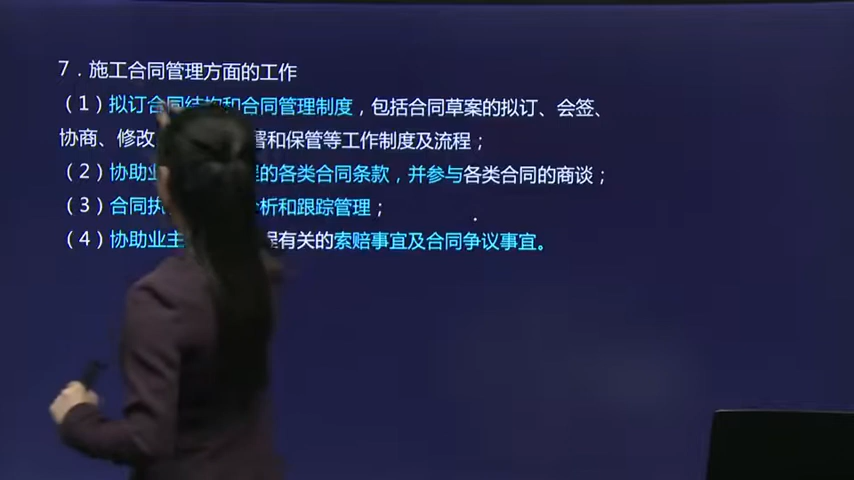 7．施工合同管理方面的工作
（1）拟订合同结构和合同管理制度，包括合同草案的拟订、会签、
协商、修改 署和保管等工作制度及流程；
（2）协助业 程的各类合同条款，并参与各类合同的商谈；
（3）合同执 析和跟踪管理；
（4）协助业主 程有关的索赔事宜及合同争议事宜。